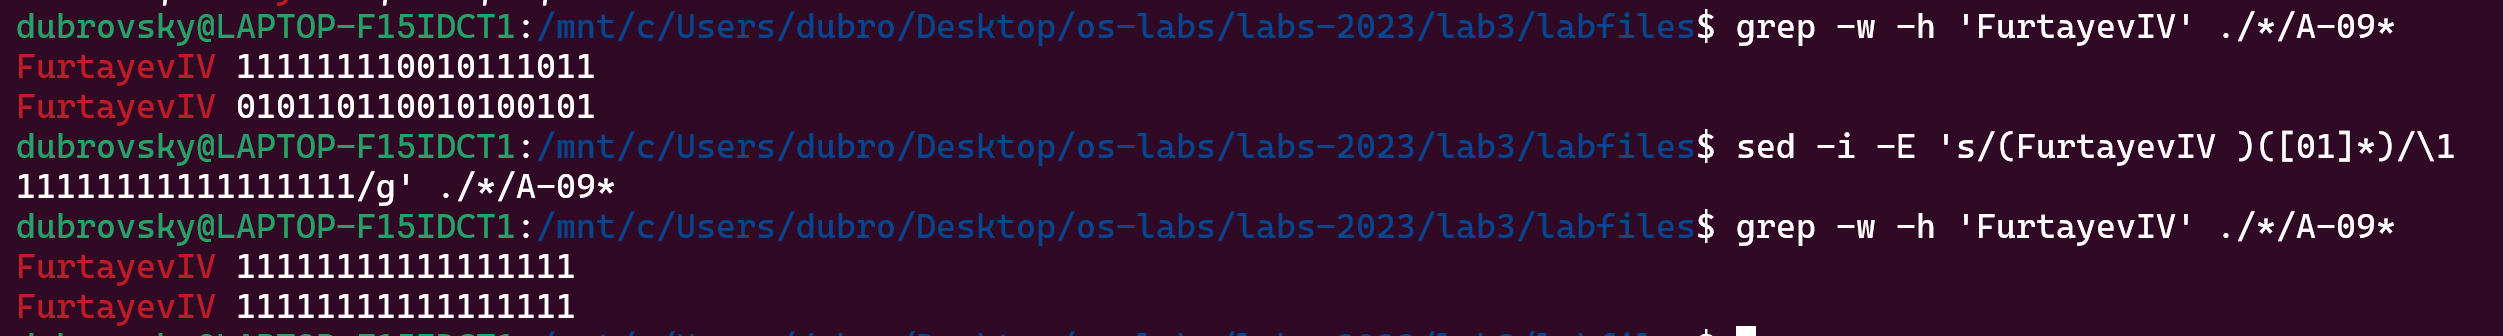 dubrovsky@LAPTOP-F15IDCT1:/mnt/c/Users/dubro/Desktop/os-labs/labs-2023/lab3/labfiles$ grep -w -h 'FurtayevIV' ./*/A-09*
FurtayevIV 111111110010111011
FurtayevIV 010110110010100101
dubrovsky@LAPTOP-F15IDCT1:/mnt/c/Users/dubro/Desktop/os-labs/labs-2023/lab3/labfiles$ sed -i -E 's/(FurtayevIV )([01]*)/\1
11111111111111111/g' ./*/A-09*
dubrovsky@LAPTOP-F15IDCT1:/mnt/c/Users/dubro/Desktop/os-labs/labs-2023/lab3/labfiles$ grep -w -h 'FurtayevIV' ./*/A-09*
FurtayevIV 11111111111111111
FurtayevIV 11111111111111111